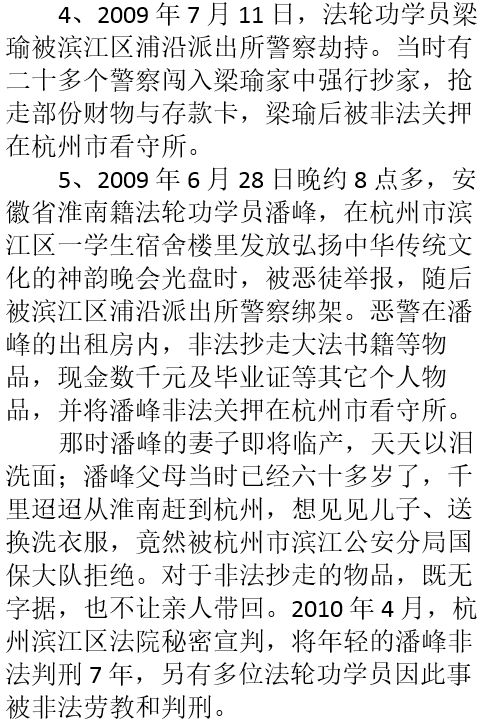 4、2009 年 7 月 11 日，法轮功学员梁
瑜被滨江区浦沿派出所警察劫持。当时有
二十多个警察闯入梁瑜家中强行抄家，抢
走部份财物与存款卡，梁瑜后被非法关押
在杭州市看守所。
5、2009 年 6 月 28 日晚约 8 点多，安
徽省淮南籍法轮功学员潘峰，在杭州市滨
江区一学生宿舍楼里发放弘扬中华传统文
化的神韵晚会光盘时，被恶徒举报，随后
被滨江区浦沿派出所警察绑架。恶警在潘
峰的出租房内，非法抄走大法书籍等物
品，现金数千元及毕业证等其它个人物
品，并将潘峰非法关押在杭州市看守所。
那时潘峰的妻子即将临产，天天以泪
洗面；潘峰父母当时已经六十多岁了，千
里迢迢从淮南赶到杭州，想见见儿子、送
换洗衣服，竟然被杭州市滨江公安分局国
保大队拒绝。对于非法抄走的物品，既无
字据，也不让亲人带回。2010 年 4 月，杭
州滨江区法院秘密宣判，将年轻的潘峰非
法判刑 7 年，另有多位法轮功学员因此事
被非法劳教和判刑。